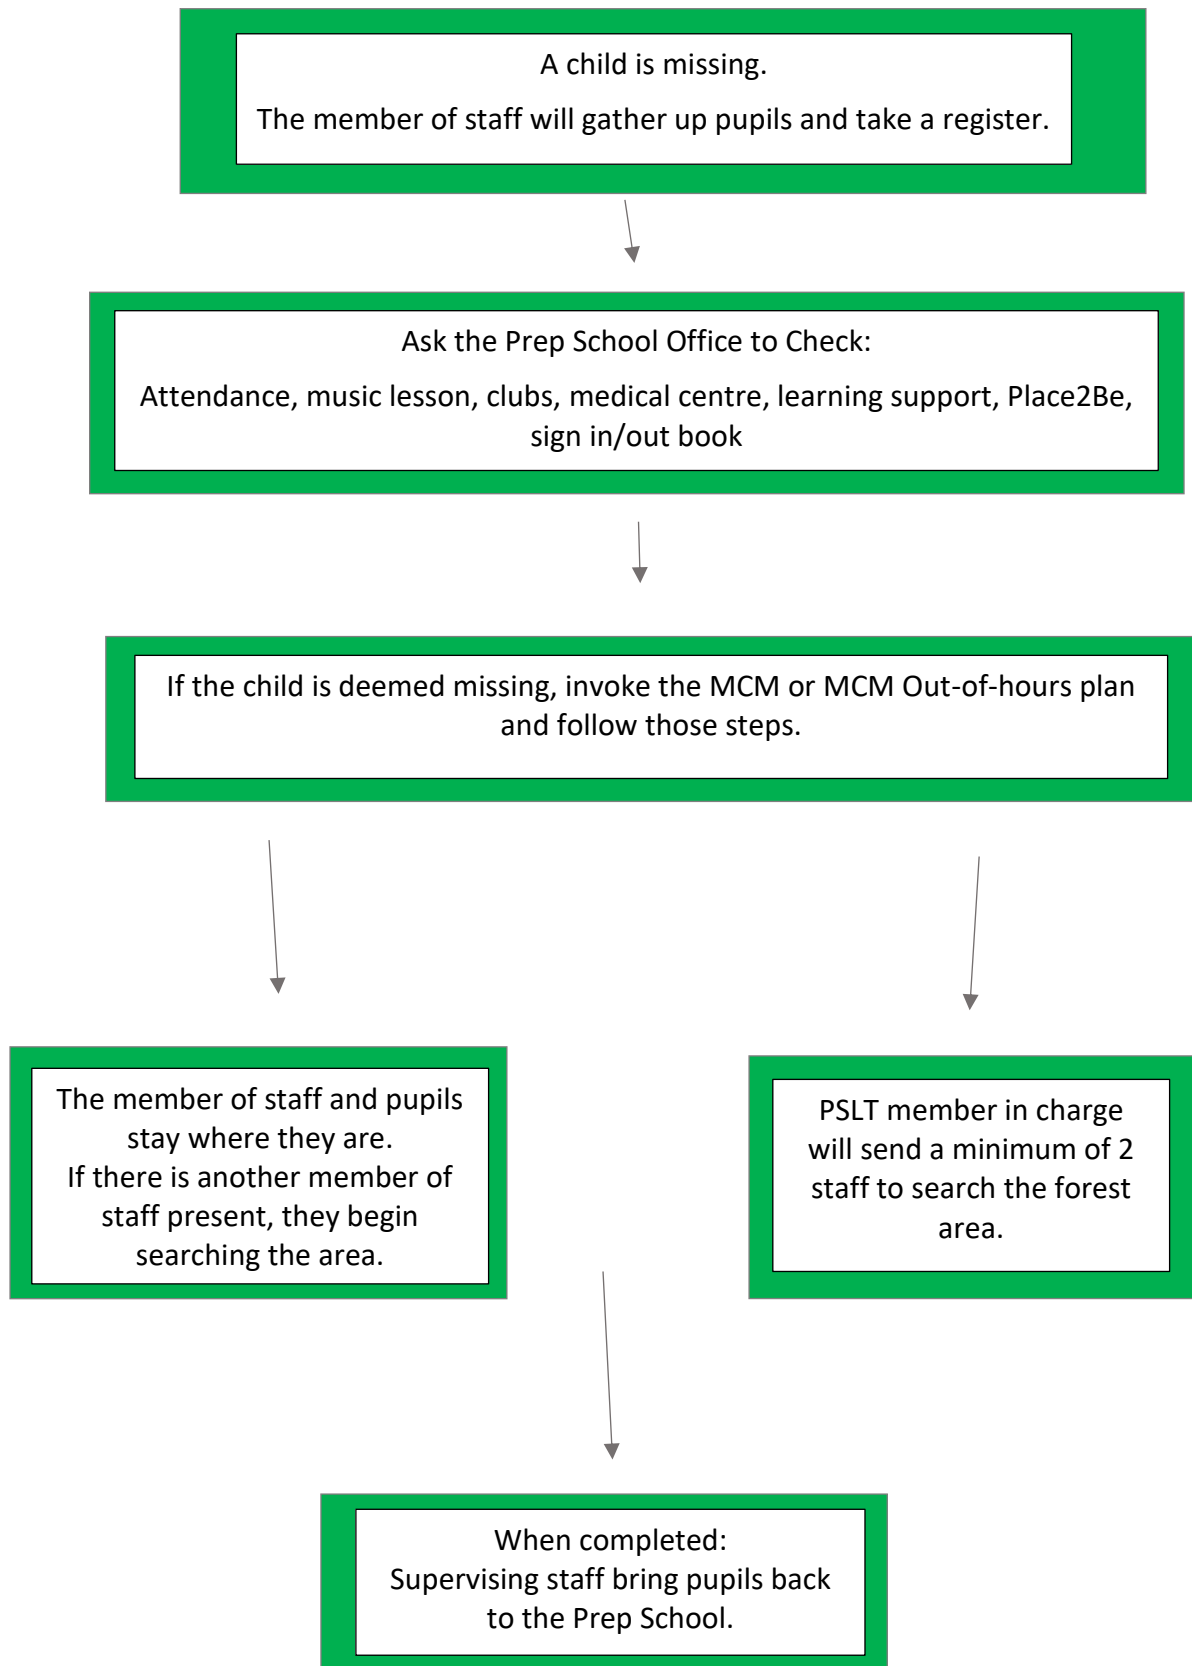 A child is missing.
The member of staff will gather up pupils and take a register.
Ask the Prep School Office to Check:
Attendance, music lesson, clubs, medical centre, learning support, Place2Be,
sign in/out book
If the child is deemed missing, invoke the MCM or MCM Out-of-hours plan
and follow those steps.
The member of staff and pupils
stay where they are.
If there is another member of
staff present, they begin
searching the area.
PSLT member in charge
will send a minimum of 2
staff to search the forest
area.
When completed:
Supervising staff bring pupils back
to the Prep School.